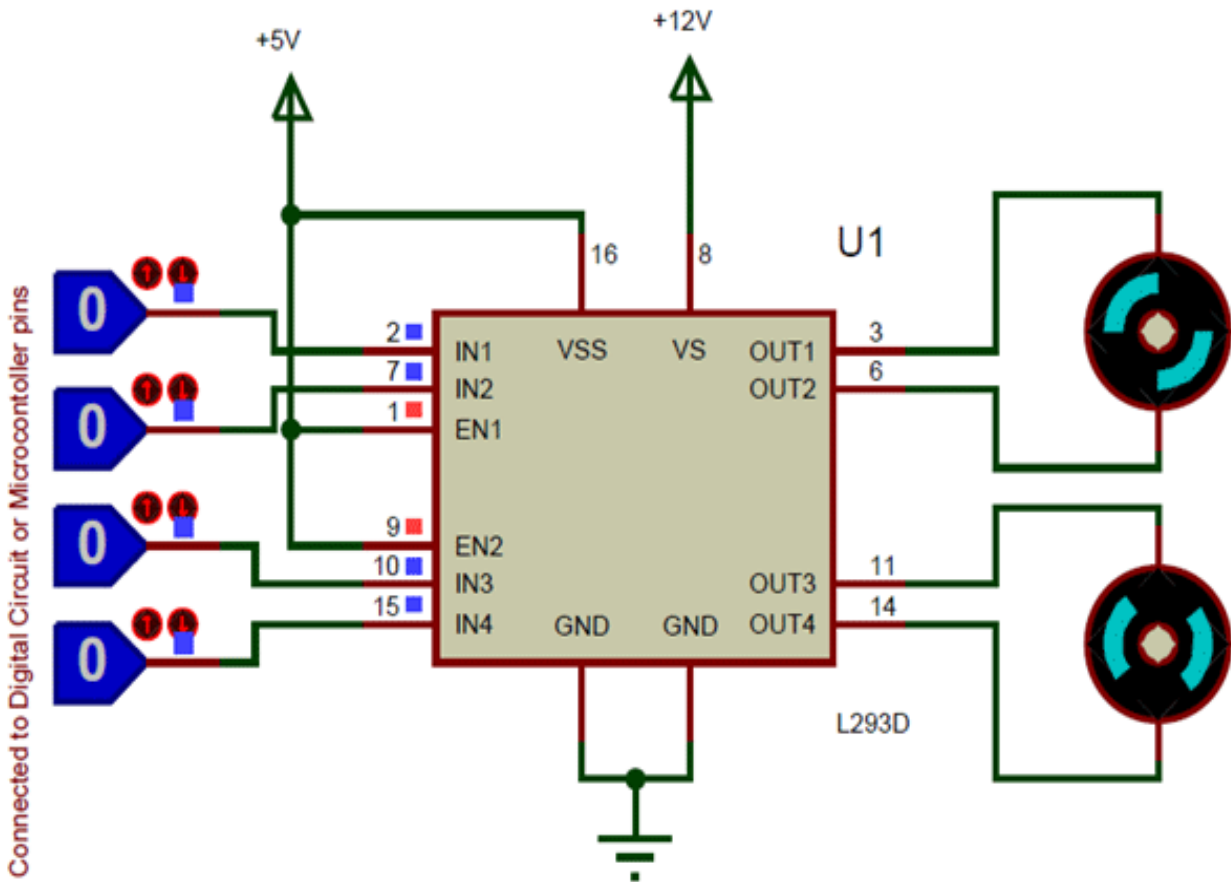 +5V
+12V
U1
16
8
0
0
0
0
2
7
1
9
10
15
IN1
IN2
EN1
EN2
IN3
IN4
VSS
VS
OUT1
OUT2
OUT3
OUT4
GND
GND
3
6
11
14
L293D
Connected to Digital Circuit or Microcontoller pins